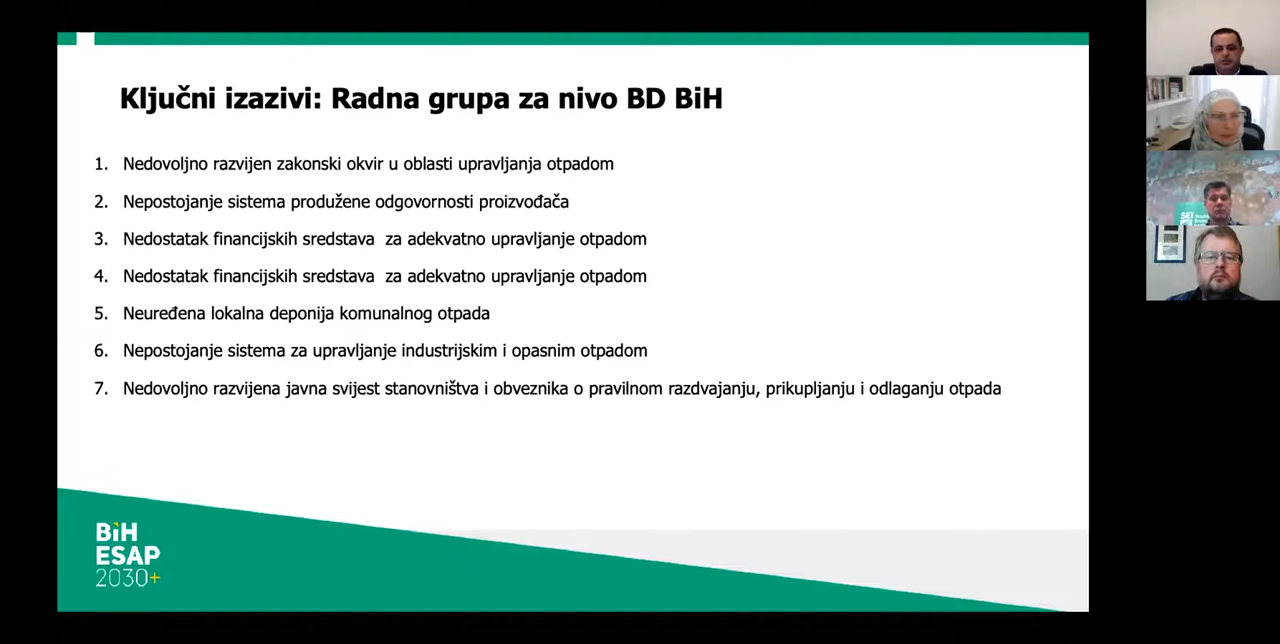 Ključni izazivi: Radna grupa za nivo BD BiH
1. Nedovoljno razvijen zakonski okvir u oblasti upravljanja otpadom
2. Nepostojanje sistema produžene odgovornosti proizvođača
3. Nedostatak financijskih sredstava za adekvatno upravljanje otpadom
4. Nedostatak financijskih sredstava za adekvatno upravljanje otpadom
5. Neuređena lokalna deponija komunalnog otpada
6. Nepostojanje sistema za upravljanje industrijskim i opasnim otpadom
7. Nedovoljno razvijena javna svijest stanovništva i obveznika o pravilnom razdvajanju, prikupljanju i odlaganju otpada
BiH
ESAP
2030+
SEI